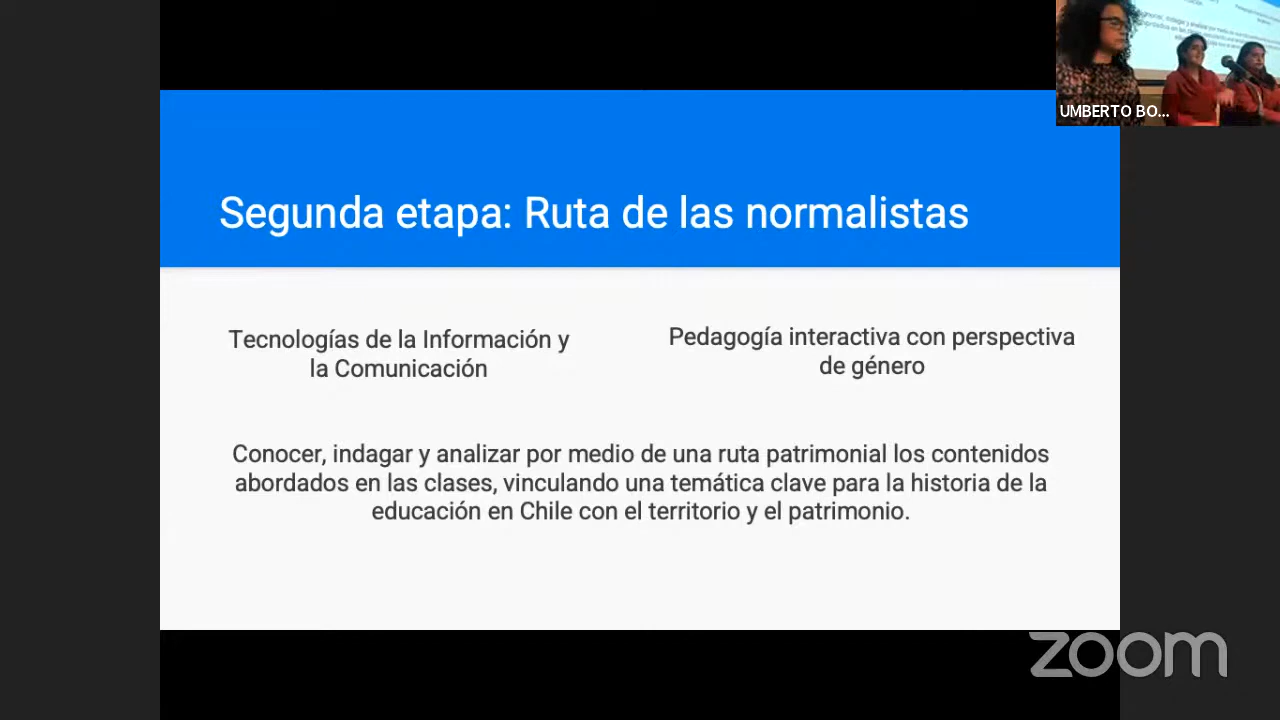 UMBERTO BO...
Segunda etapa: Ruta de las normalistas
Tecnologías de la Información y
la Comunicación
Pedagogía interactiva con perspectiva
de género
Conocer, indagar y analizar por medio de una ruta patrimonial los contenidos
abordados en las clases, vinculando una temática clave para la historia de la
educación en Chile con el territorio y el patrimonio.
zoom